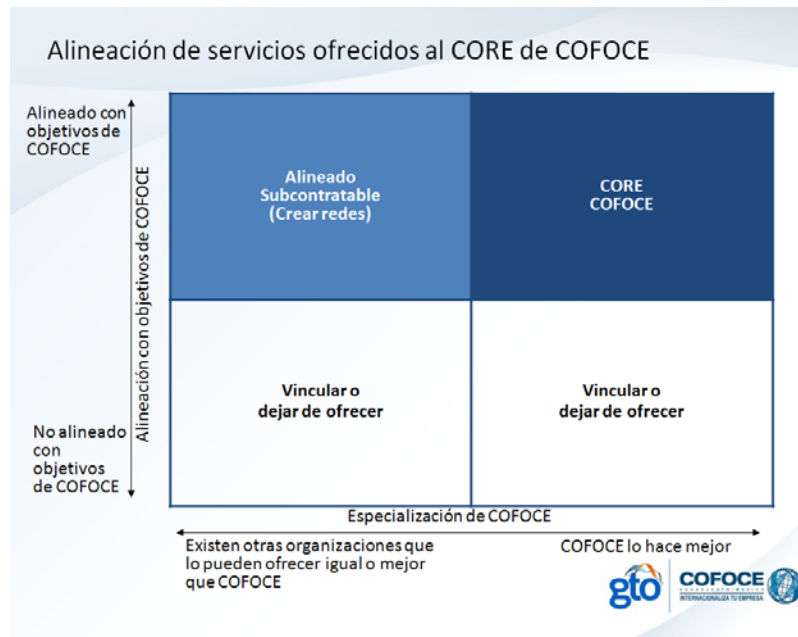 Alineación de servicios ofrecidos al CORE de COFOCE
Alineado con
objetivos de
COFOCE
Alineación con objetivos de COFOCE
No alineado
con
objetivos
de COFOCE
Alineado
Subcontratable
(Crear redes)
CORE
COFOCE
Vincular o
dejar de ofrecer
Vincular o
dejar de ofrecer
Especialización de COFOCE
Existen otras organizaciones que
lo pueden ofrecer igual o mejor
que COFOCE
COFOCE lo hace mejor
gto
COFOCE
INTERNACIONALIZA TU EMPRESA